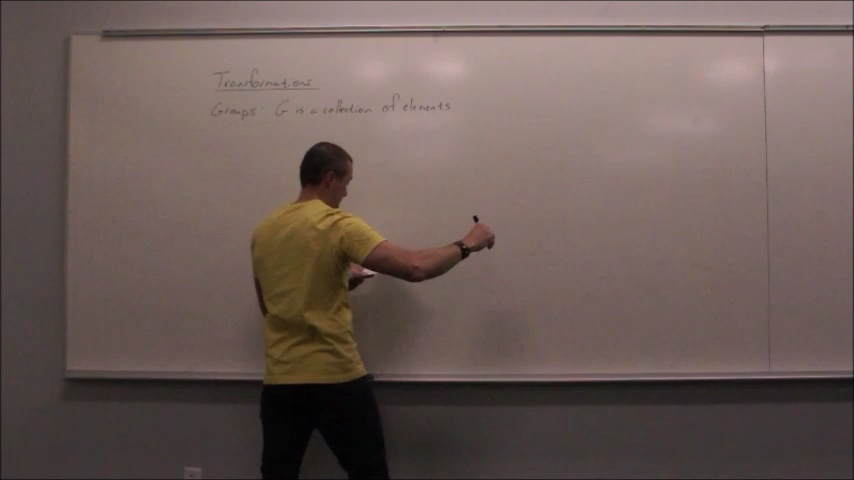 Transformations
Groups G is a collection of elements